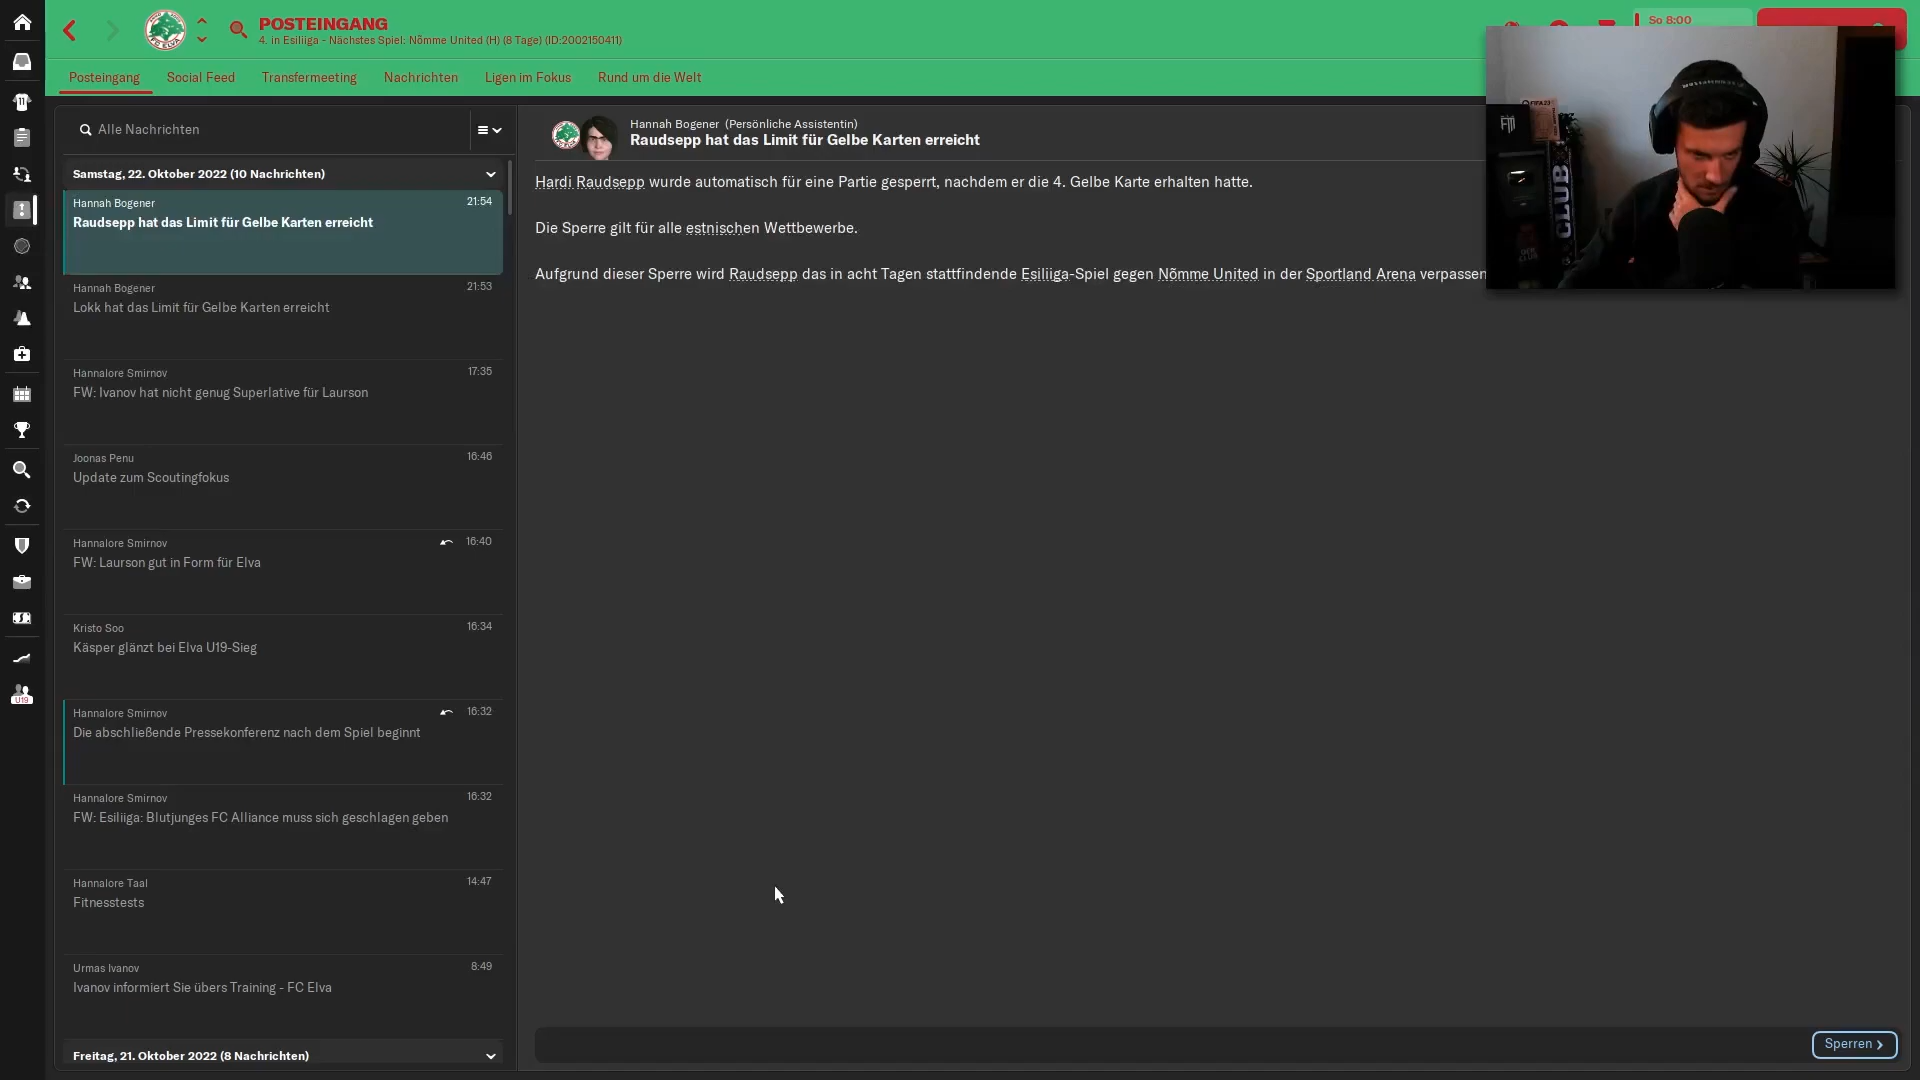 POSTEINGANG
4. in Esiliiga - Nächstes Spiel: Nõmme United (H) (8 Tage) (ID:2002150411)
So 8:00
Posteingang
Social Feed
Transfermeeting
Nachrichten
Ligen im Fokus
Rund um die Welt
Alle Nachrichten
Samstag, 22. Oktober 2022 (10 Nachrichten)
Hannah Bogener 21:54
Raudsepp hat das Limit für Gelbe Karten erreicht
Hannah Bogener 21:53
Lokk hat das Limit für Gelbe Karten erreicht
Hannalore Smirnov 17:35
FW: Ivanov hat nicht genug Superlative für Laurson
Joonas Penu 16:46
Update zum Scoutingfokus
Hannalore Smirnov 16:40
FW: Laurson gut in Form für Elva
Kristo Soo 16:34
Käsper glänzt bei Elva U19-Sieg
Hannalore Smirnov 16:32
Die abschließende Pressekonferenz nach dem Spiel beginnt
Hannalore Smirnov 16:32
FW: Esiliiga: Blutjunges FC Alliance muss sich geschlagen geben
Hannalore Taal 14:47
Fitnesstests
Urmas Ivanov 8:49
Ivanov informiert Sie übers Training - FC Elva
Freitag, 21. Oktober 2022 (8 Nachrichten)
Hannah Bogener (Persönliche Assistentin)
Raudsepp hat das Limit für Gelbe Karten erreicht
Hardi Raudsepp wurde automatisch für eine Partie gesperrt, nachdem er die 4. Gelbe Karte erhalten hatte.
Die Sperre gilt für alle estnischen Wettbewerbe.
Aufgrund dieser Sperre wird Raudsepp das in acht Tagen stattfindende Esiliiga-Spiel gegen Nõmme United in der Sportland Arena verpassen
Sperren
U19
FC ELVA
11
FIFA 23
CLUB